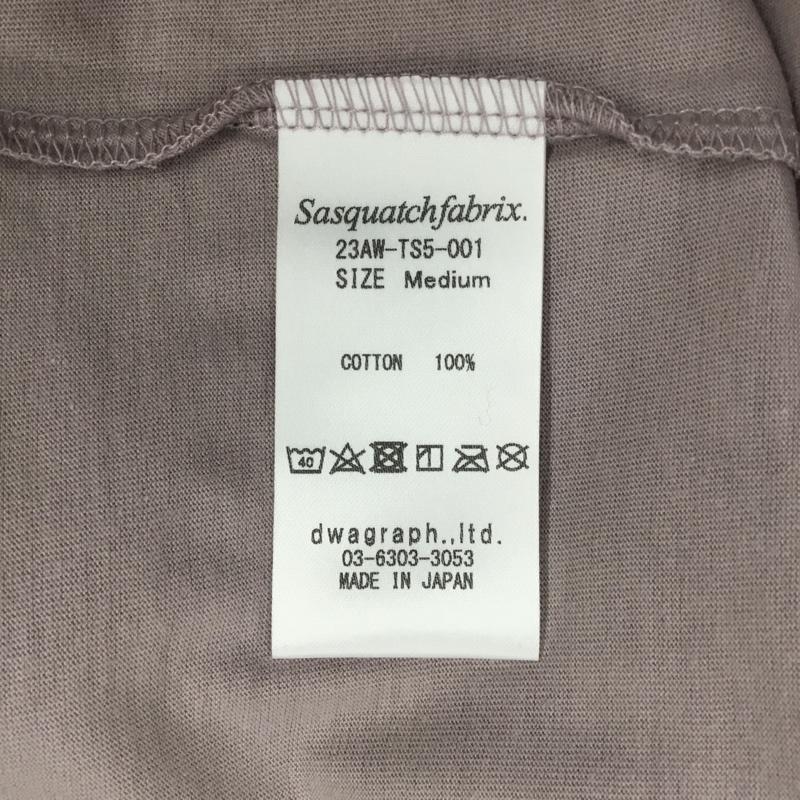 Sasquatchfabrix.
23AW-TS5-001
SIZE Medium
COTTON 100%
40
dwagraph.,ltd.
03-6303-3053
MADE IN JAPAN